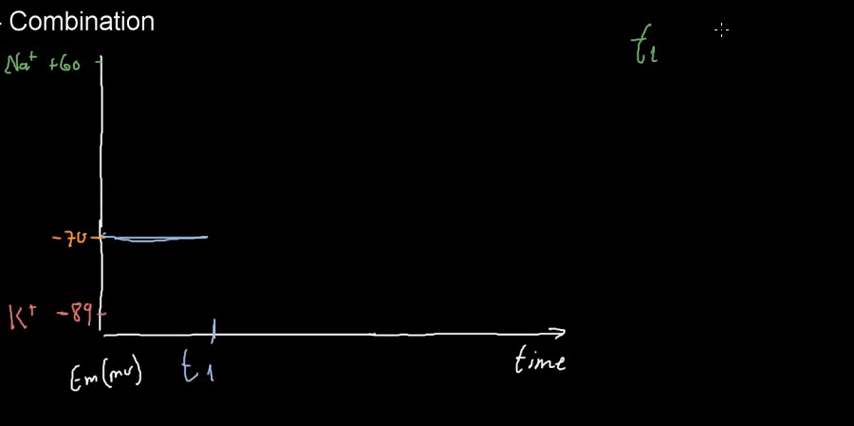 - Combination
t1
Na+ +60
-70
K+ -89
Em(mv)
t1
time